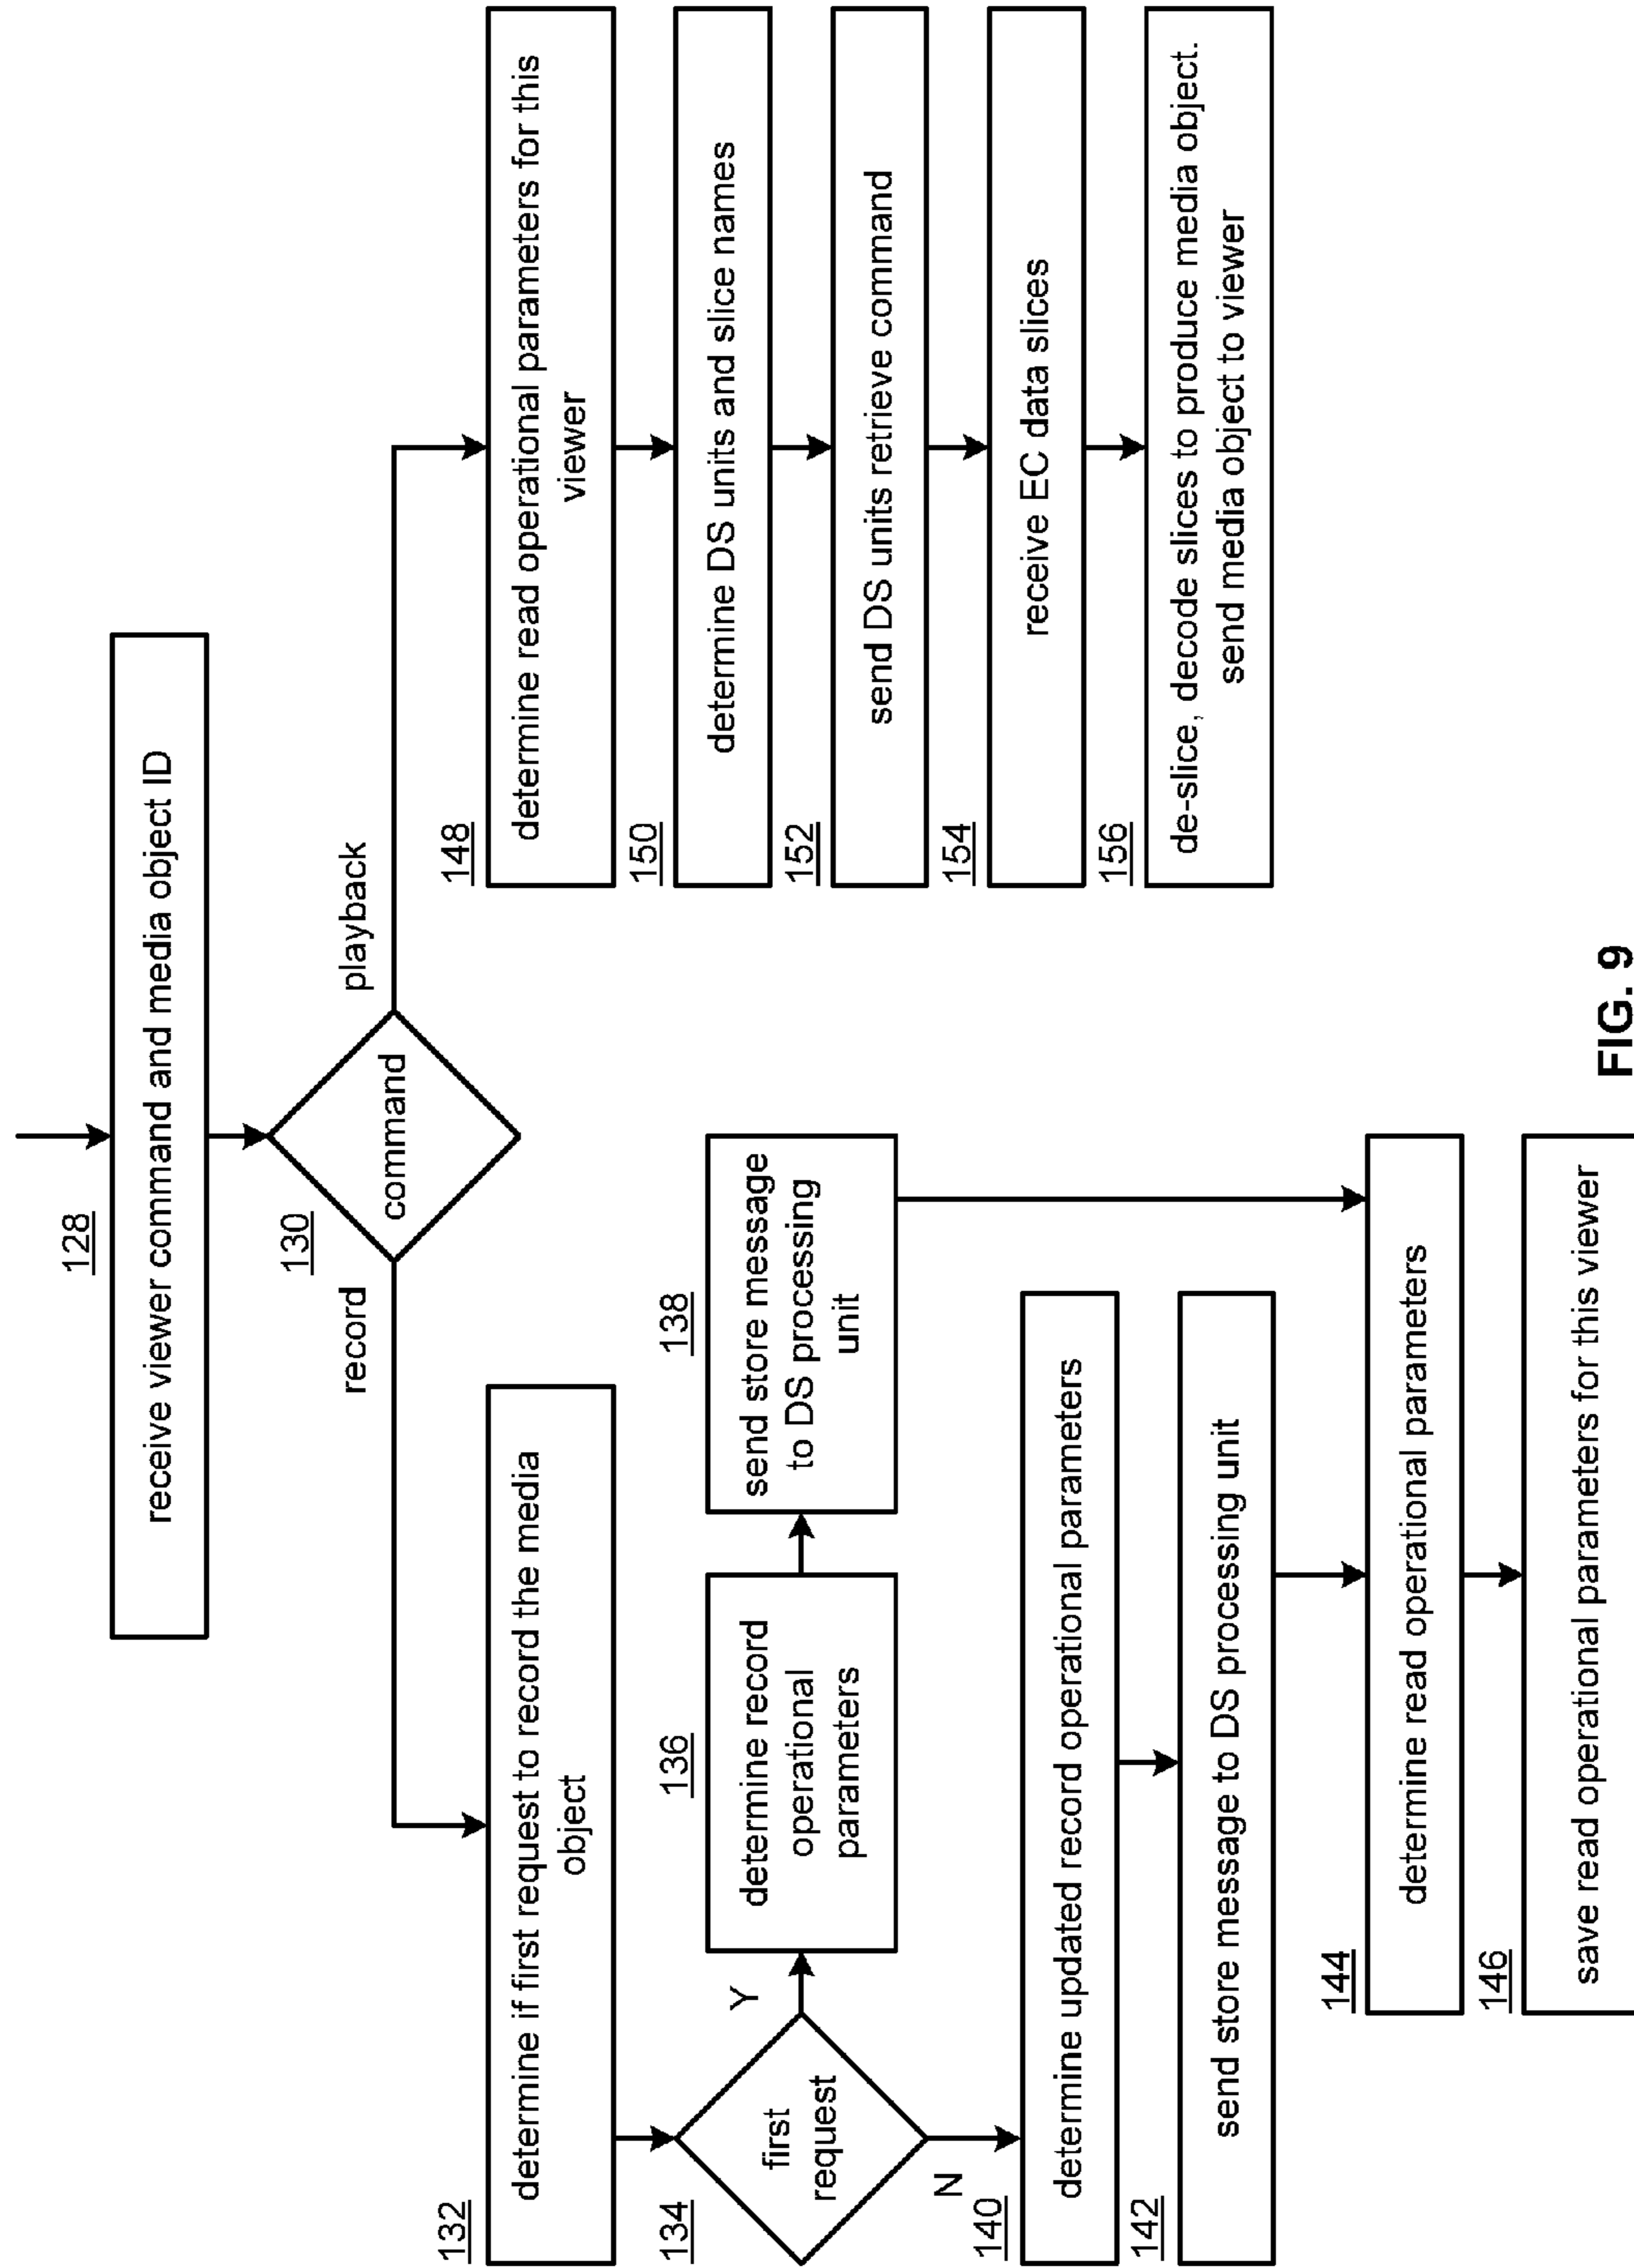 128
receive viewer command and media object ID
130
command
record
playback
132
determine if first request to record the media
object
134
first
request
Y
N
136
determine record
operational
parameters
138
send store message
to DS processing
unit
140
determine updated record operational parameters
142
send store message to DS processing unit
144
determine read operational parameters
146
save read operational parameters for this viewer
148
determine read operational parameters for this
viewer
150
determine DS units and slice names
152
send DS units retrieve command
154
receive EC data slices
156
de-slice, decode slices to produce media object.
send media object to viewer
FIG. 9